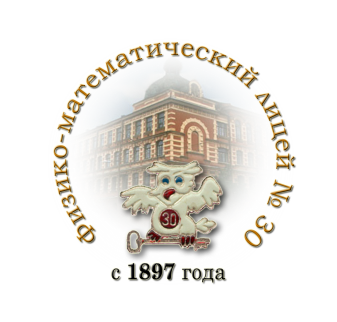 физико-математический лицей № 30
30
с 1897 года